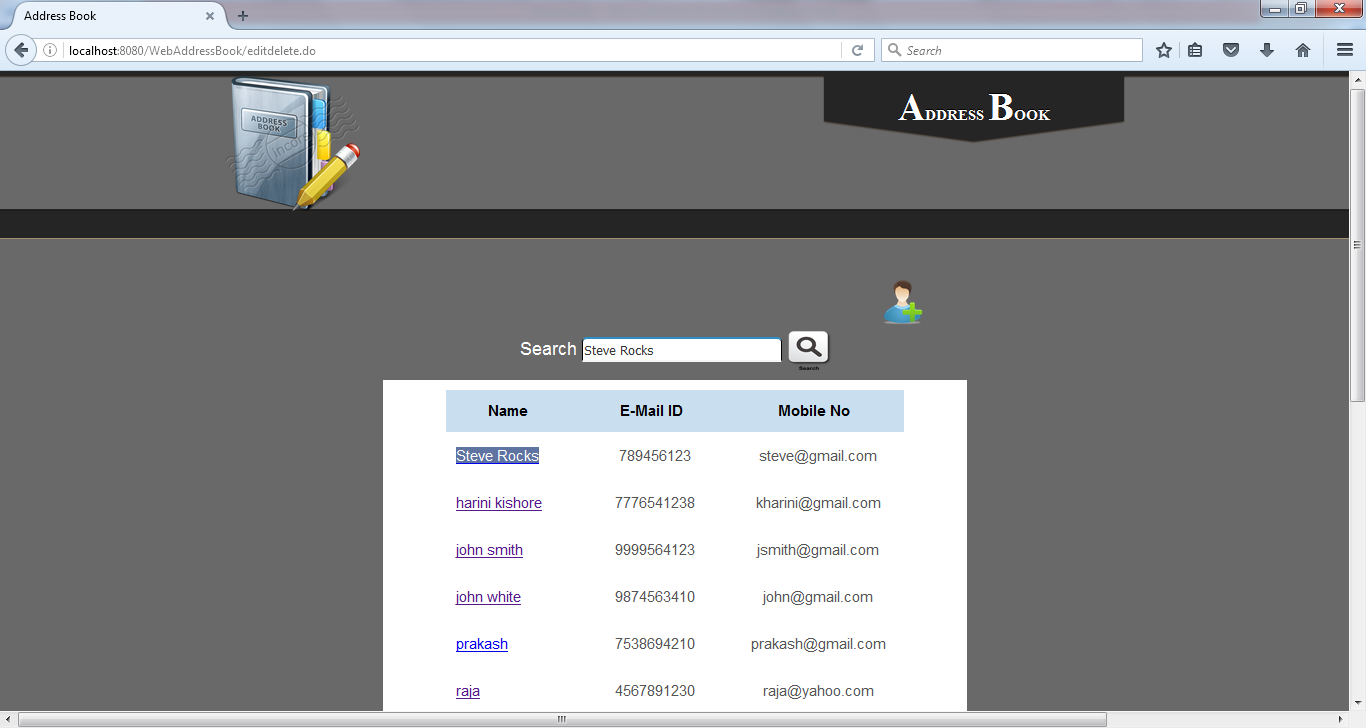 Address Book
localhost:8080/WebAddressBook/editdelete.do
Search
ADDRESS
BOOK
Incors
Address Book
Search Steve Rocks
Search
Name E-Mail ID Mobile No
Steve Rocks 789456123 steve@gmail.com
harini kishore 7776541238 kharini@gmail.com
john smith 9999564123 jsmith@gmail.com
john white 9874563410 john@gmail.com
prakash 7538694210 prakash@gmail.com
raja 4567891230 raja@yahoo.com